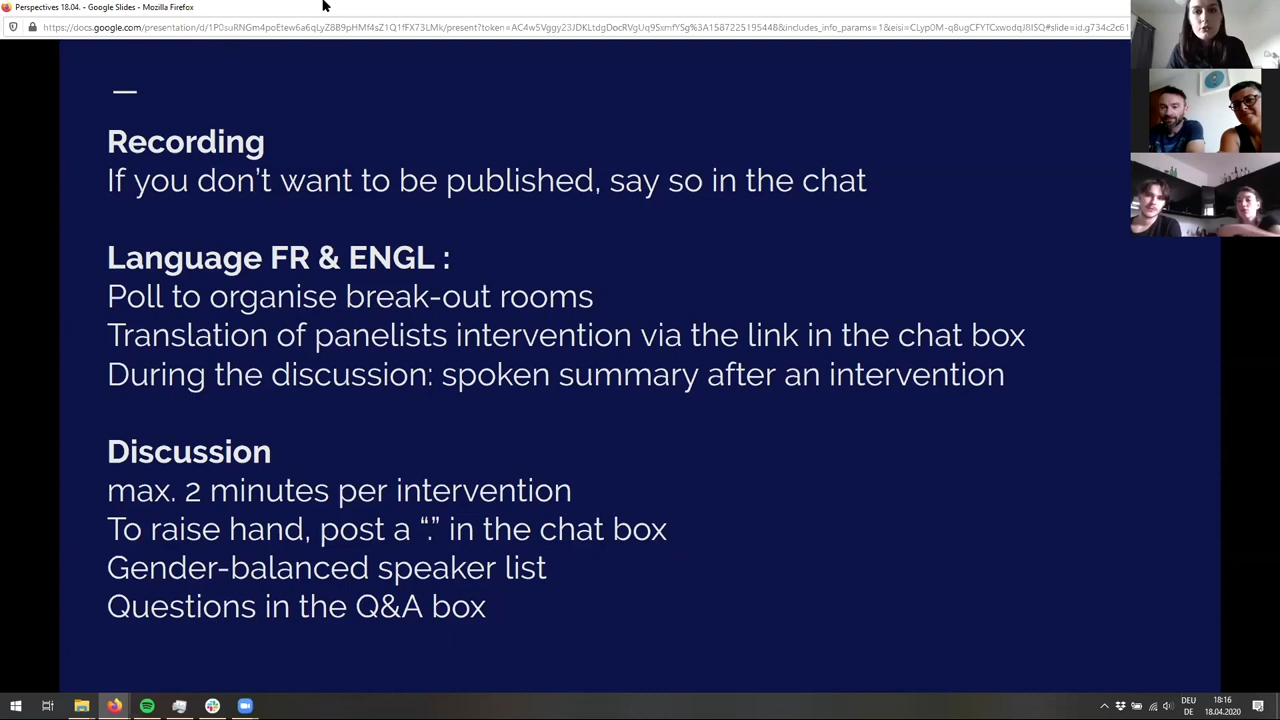 Perspectives 18.04. - Google Slides - Mozilla Firefox
Recording
If you don't want to be published, say so in the chat
Language FR & ENGL :
Poll to organise break-out rooms
Translation of panelists intervention via the link in the chat box
During the discussion: spoken summary after an intervention
Discussion
max. 2 minutes per intervention
To raise hand, post a “.” in the chat box
Gender-balanced speaker list
Questions in the Q&A box
DEU
DE
18:16
18.04.2020